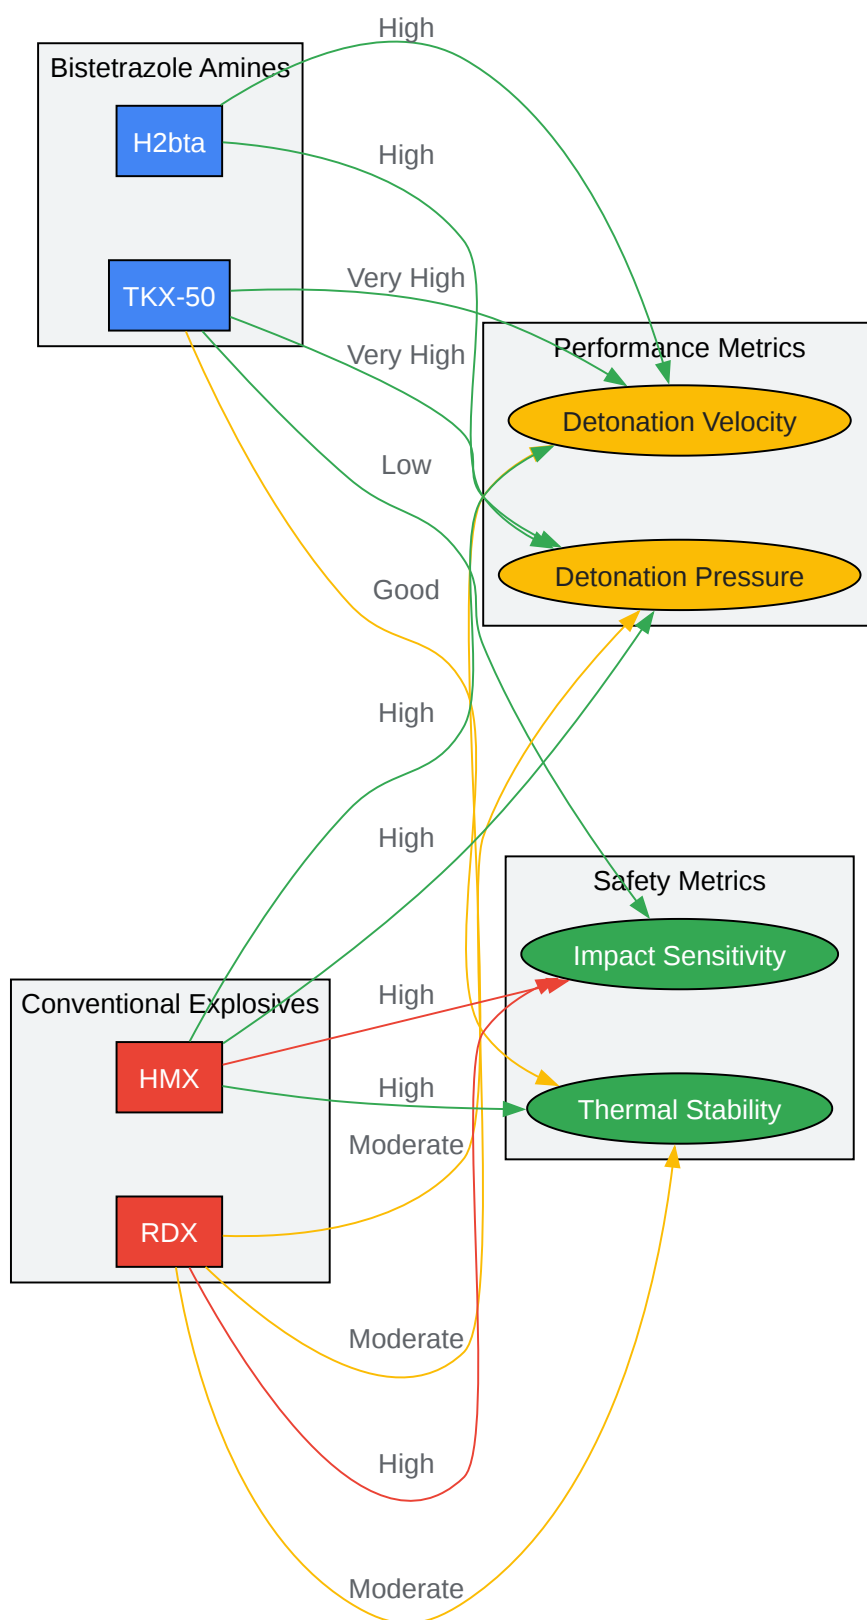 High
Bistetrazole Amines
H2bta
High
Very High
TKX-50
Performance Metrics
Very High
Detonation Velocity
Low
Detonation Pressure
Good
High
High
Safety Metrics
Impact Sensitivity
High
Conventional Explosives
HMX
High
Thermal Stability
Moderate
RDX
Moderate
High
Moderate